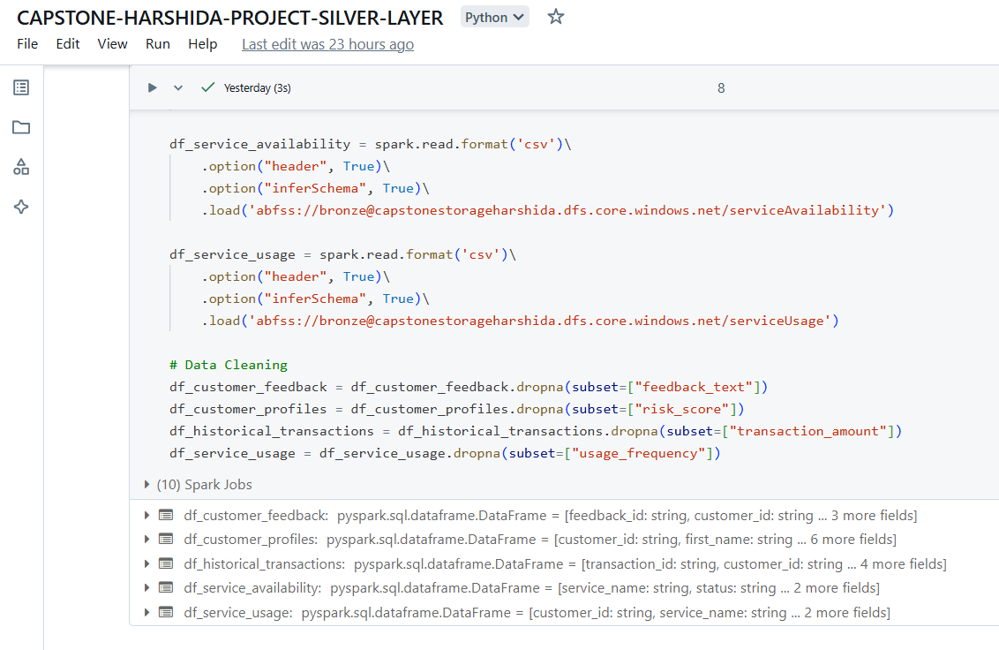 CAPSTONE-HARSHIDA-PROJECT-SILVER-LAYER Python
File Edit View Run Help Last edit was 23 hours ago
Yesterday (3s) 8
df_service_availability = spark.read.format('csv')\
.option("header", True)\
.option("inferSchema", True)\
.load('abfss://bronze@capstonestorageharshida.dfs.core.windows.net/serviceAvailability')
df_service_usage = spark.read.format('csv')\
.option("header", True)\
.option("inferSchema", True)\
.load('abfss://bronze@capstonestorageharshida.dfs.core.windows.net/serviceUsage')
# Data Cleaning
df_customer_feedback = df_customer_feedback.dropna(subset=["feedback_text"])
df_customer_profiles = df_customer_profiles.dropna(subset=["risk_score"])
df_historical_transactions = df_historical_transactions.dropna(subset=["transaction_amount"])
df_service_usage = df_service_usage.dropna(subset=["usage_frequency"])
(10) Spark Jobs
df_customer_feedback: pyspark.sql.dataframe.DataFrame = [feedback_id: string, customer_id: string ... 3 more fields]
df_customer_profiles: pyspark.sql.dataframe.DataFrame = [customer_id: string, first_name: string ... 6 more fields]
df_historical_transactions: pyspark.sql.dataframe.DataFrame = [transaction_id: string, customer_id: string ... 4 more fields]
df_service_availability: pyspark.sql.dataframe.DataFrame = [service_name: string, status: string ... 2 more fields]
df_service_usage: pyspark.sql.dataframe.DataFrame = [customer_id: string, service_name: string ... 2 more fields]